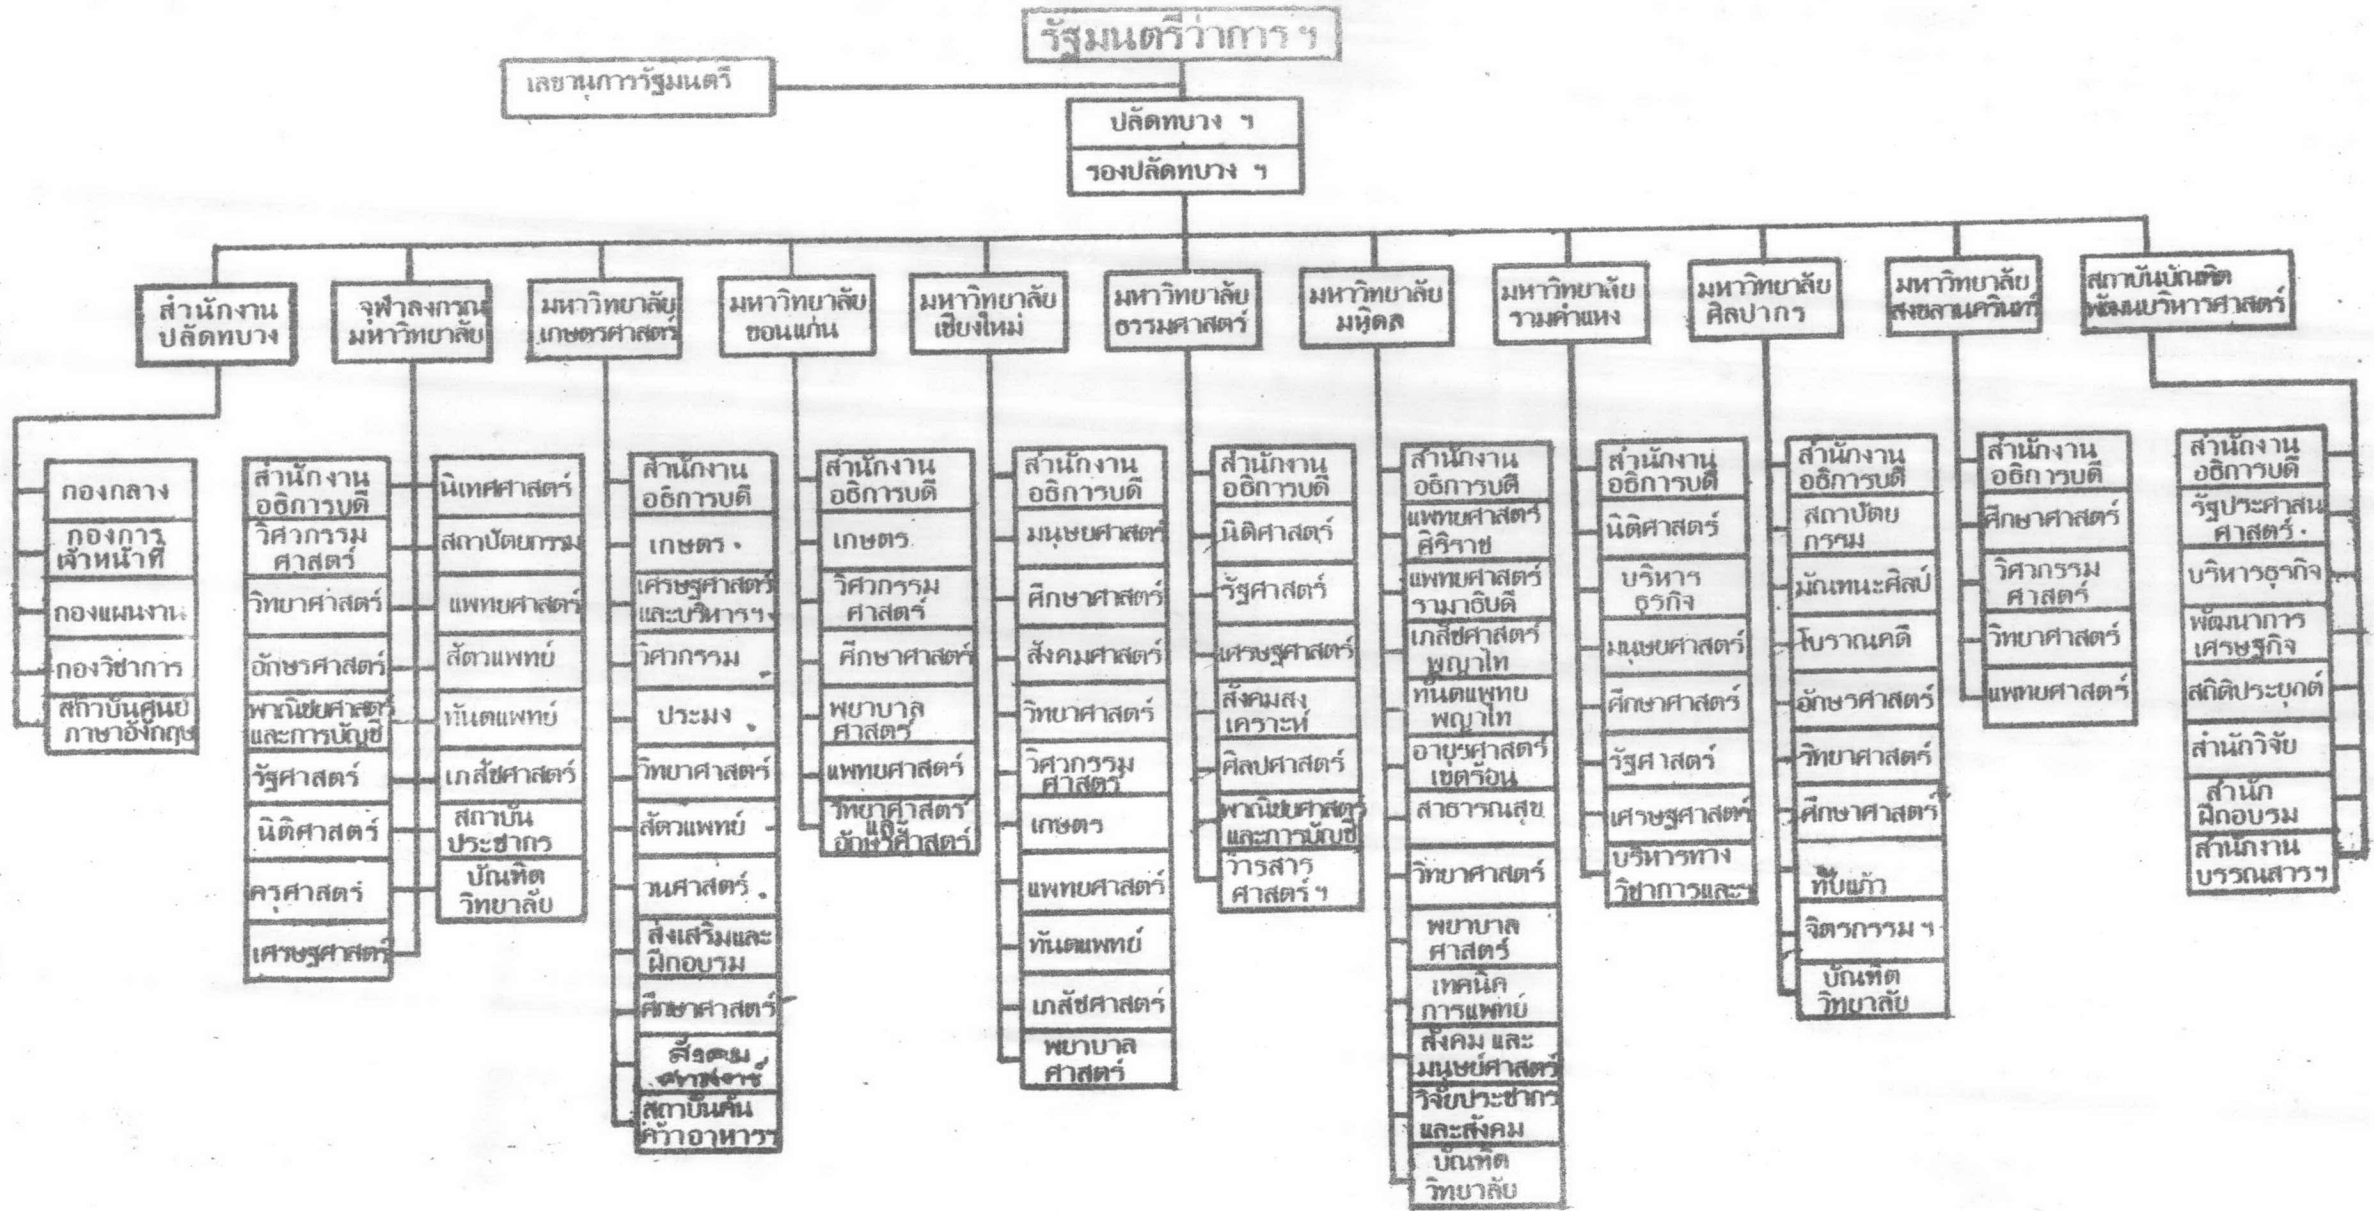 รัฐมนตรีว่าการ ฯ
เลขานุการรัฐมนตรี
ปลัดทบวง ฯ
รองปลัดทบวง ฯ
สำนักงาน
ปลัดทบวง
จุฬาลงกรณ
มหาวิทยาลัย
มหาวิทยาลัย
เกษตรศาสตร์
มหาวิทยาลัย
ขอนแก่น
มหาวิทยาลัย
เชียงใหม่
มหาวิทยาลัย
ธรรมศาสตร์
มหาวิทยาลัย
มหิดล
มหาวิทยาลัย
รามคำแหง
มหาวิทยาลัย
ศิลปากร
มหาวิทยาลัย
สงขลานครินทร์
สถาบันบัณฑิต
พัฒนบริหารศาสตร์
กองกลาง
กองการ
เจ้าหน้าที่
กองแผนงาน
กองวิชาการ
สถาบันศูนย์
ภาษาอังกฤษ
สำนักงาน
อธิการบดี
วิศวกรรม
ศาสตร์
วิทยาศาสตร์
อักษรศาสตร์
พาณิชยศาสตร์
และการบัญชี
รัฐศาสตร์
นิติศาสตร์
ครุศาสตร์
เศรษฐศาสตร์
นิเทศศาสตร์
สถาปัตยกรรม
แพทยศาสตร์
สัตวแพทย์
ทันตแพทย์
เภสัชศาสตร์
สถาบัน
ประชากร
บัณฑิต
วิทยาลัย
สำนักงาน
อธิการบดี
เกษตร
เศรษฐศาสตร์
และบริหารฯ
วิศวกรรม
ประมง
วิทยาศาสตร์
สัตวแพทย์
วนศาสตร์
ส่งเสริมและ
ฝึกอบรม
ศึกษาศาสตร์
สังคม
ศาสตร์
สถาบันค้น
คว้าอาหารฯ
สำนักงาน
อธิการบดี
เกษตร
วิศวกรรม
ศาสตร์
ศึกษาศาสตร์
พยาบาล
ศาสตร์
แพทยศาสตร์
วิทยาศาสตร์
และ
อักษรศาสตร์
สำนักงาน
อธิการบดี
มนุษยศาสตร์
ศึกษาศาสตร์
สังคมศาสตร์
วิทยาศาสตร์
วิศวกรรม
ศาสตร์
เกษตร
แพทยศาสตร์
ทันตแพทย์
เภสัชศาสตร์
พยาบาล
ศาสตร์
สำนักงาน
อธิการบดี
นิติศาสตร์
รัฐศาสตร์
เศรษฐศาสตร์
สังคมสง
เคราะห์
ศิลปศาสตร์
พาณิชยศาสตร์
และการบัญชี
วารสาร
ศาสตร์ ฯ
สำนักงาน
อธิการบดี
แพทยศาสตร์
ศิริราช
แพทยศาสตร์
รามาธิบดี
เภสัชศาสตร์
พญาไท
ทันตแพทย
พญาไท
อายุรศาสตร์
เขตร้อน
สาธารณสุข
วิทยาศาสตร์
พยาบาล
ศาสตร์
เทคนิค
การแพทย์
สังคม และ
มนุษย์ศาสตร์
วิจัยประชากร
และสังคม
บัณฑิต
วิทยาลัย
สำนักงาน
อธิการบดี
นิติศาสตร์
บริหาร
ธุรกิจ
มนุษยศาสตร์
ศึกษาศาสตร์
รัฐศาสตร์
เศรษฐศาสตร์
บริหารทาง
วิชาการและฯ
สำนักงาน
อธิการบดี
สถาปัตย
กรรม
มัณฑนะศิลป์
โบราณคดี
อักษรศาสตร์
วิทยาศาสตร์
ศึกษาศาสตร์
ทับแก้ว
จิตรกรรม ฯ
บัณฑิต
วิทยาลัย
สำนักงาน
อธิการบดี
ศึกษาศาสตร์
วิศวกรรม
ศาสตร์
วิทยาศาสตร์
แพทยศาสตร์
สำนักงาน
อธิการบดี
รัฐประศาสน
ศาสตร์
บริหารธุรกิจ
พัฒนาการ
เศรษฐกิจ
สถิติประยุกต์
สำนักวิจัย
สำนัก
ฝึกอบรม
สำนักงาน
บรรณสารฯ